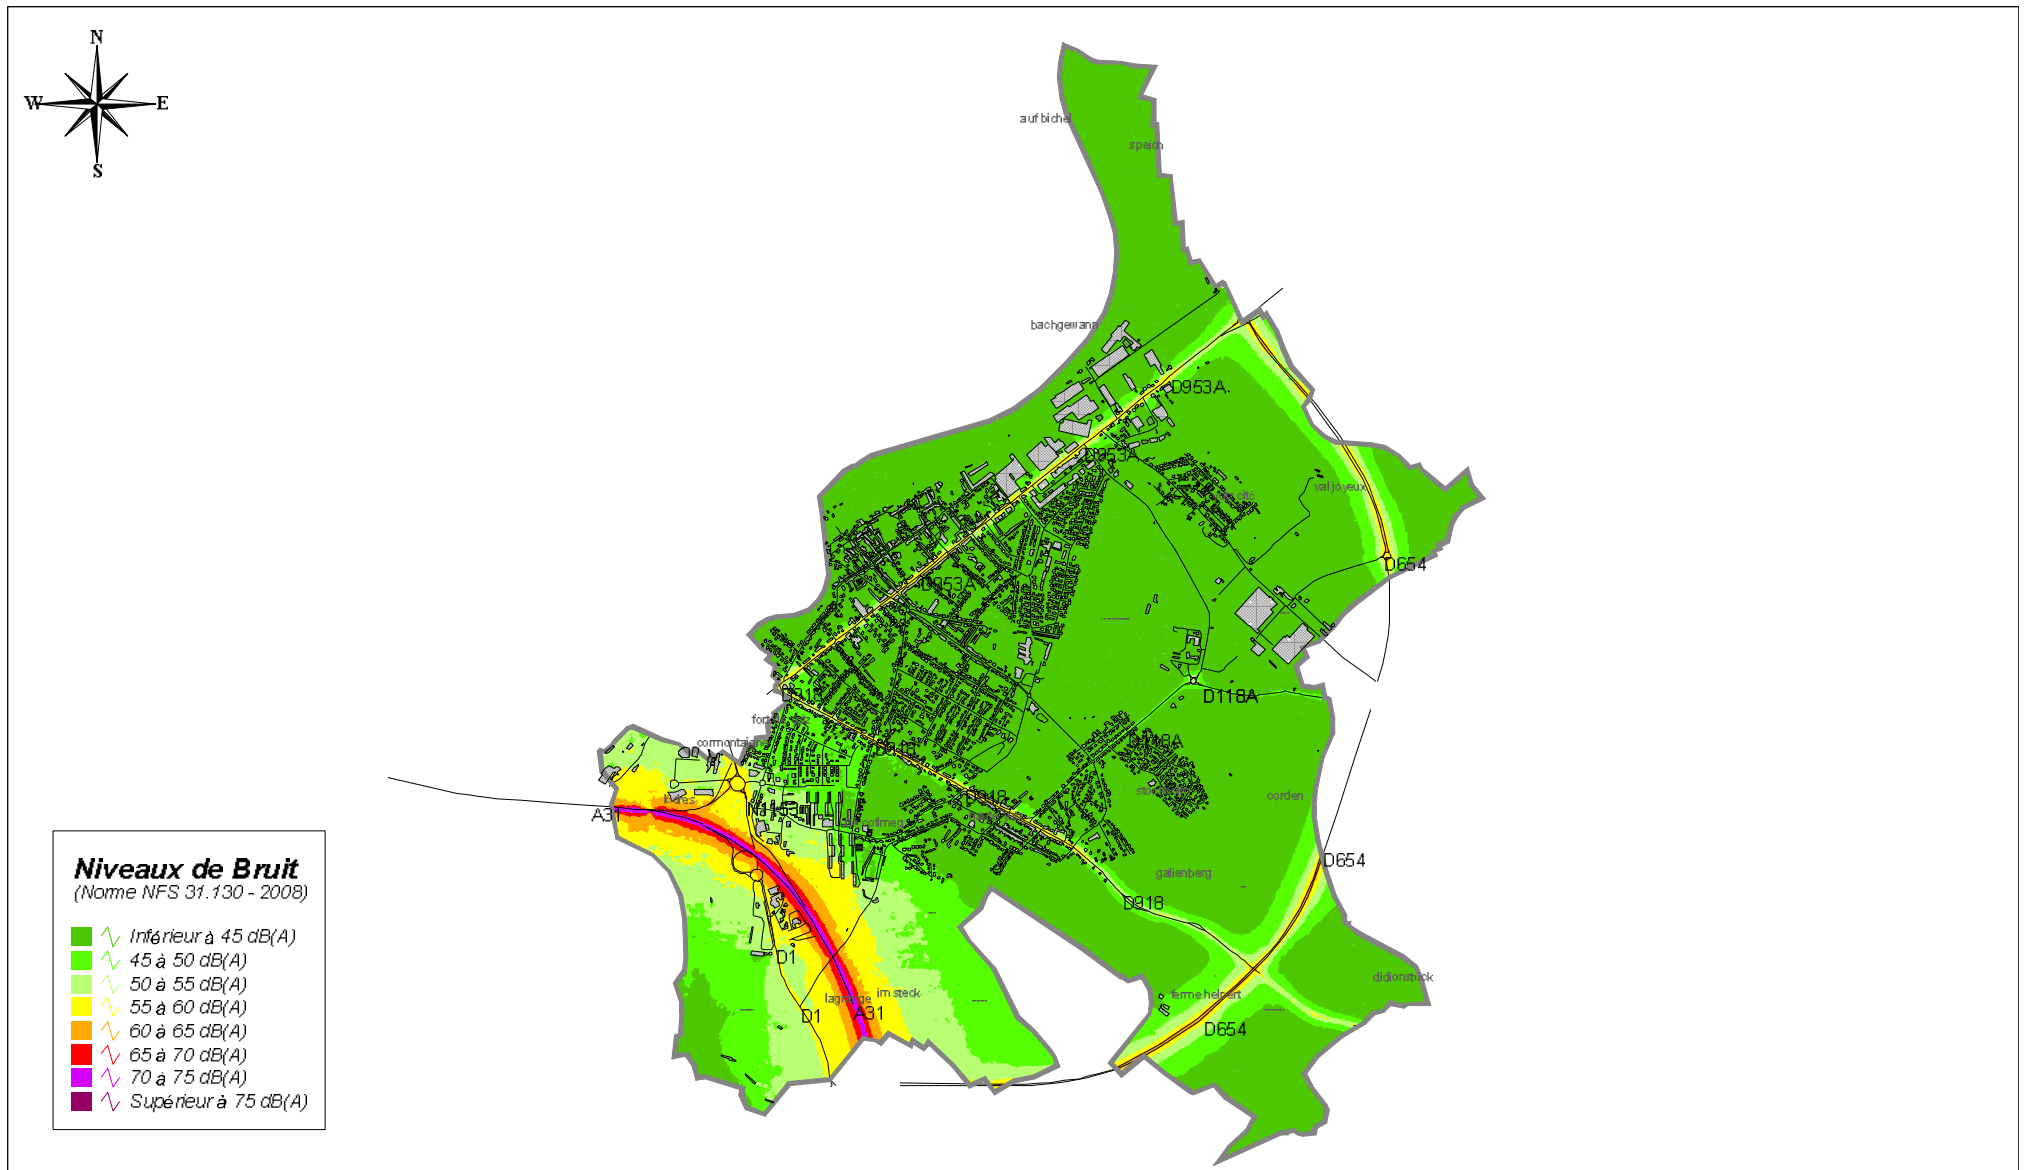 N
W E
S
auf bichel
speich
bachgewann
D953A
D953A
val joyeux
D654
D953A
D118A
D918
cormontaigne
D118A
D918
corden
A31
D654
galienberg
D918
D1
didionstuck
ferme helpert
im steck
lagrange
A31
D1
D654
Niveaux de Bruit
(Norme NFS 31.130 - 2008)
Inférieur à 45 dB(A)
45 à 50 dB(A)
50 à 55 dB(A)
55 à 60 dB(A)
60 à 65 dB(A)
65 à 70 dB(A)
70 à 75 dB(A)
Supérieur à 75 dB(A)